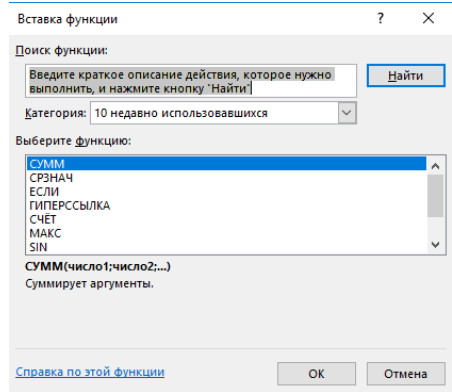 Вставка функции ? ×
Поиск функции:
Введите краткое описание действия, которое нужно
выполнить, и нажмите кнопку "Найти"
Найти
Категория: 10 недавно использовавшихся
Выберите функцию:
СУММ
СРЗНАЧ
ЕСЛИ
ГИПЕРССЫЛКА
СЧЁТ
МАКС
SIN
СУММ(число1;число2;...)
Суммирует аргументы.
Справка по этой функции
ОК
Отмена